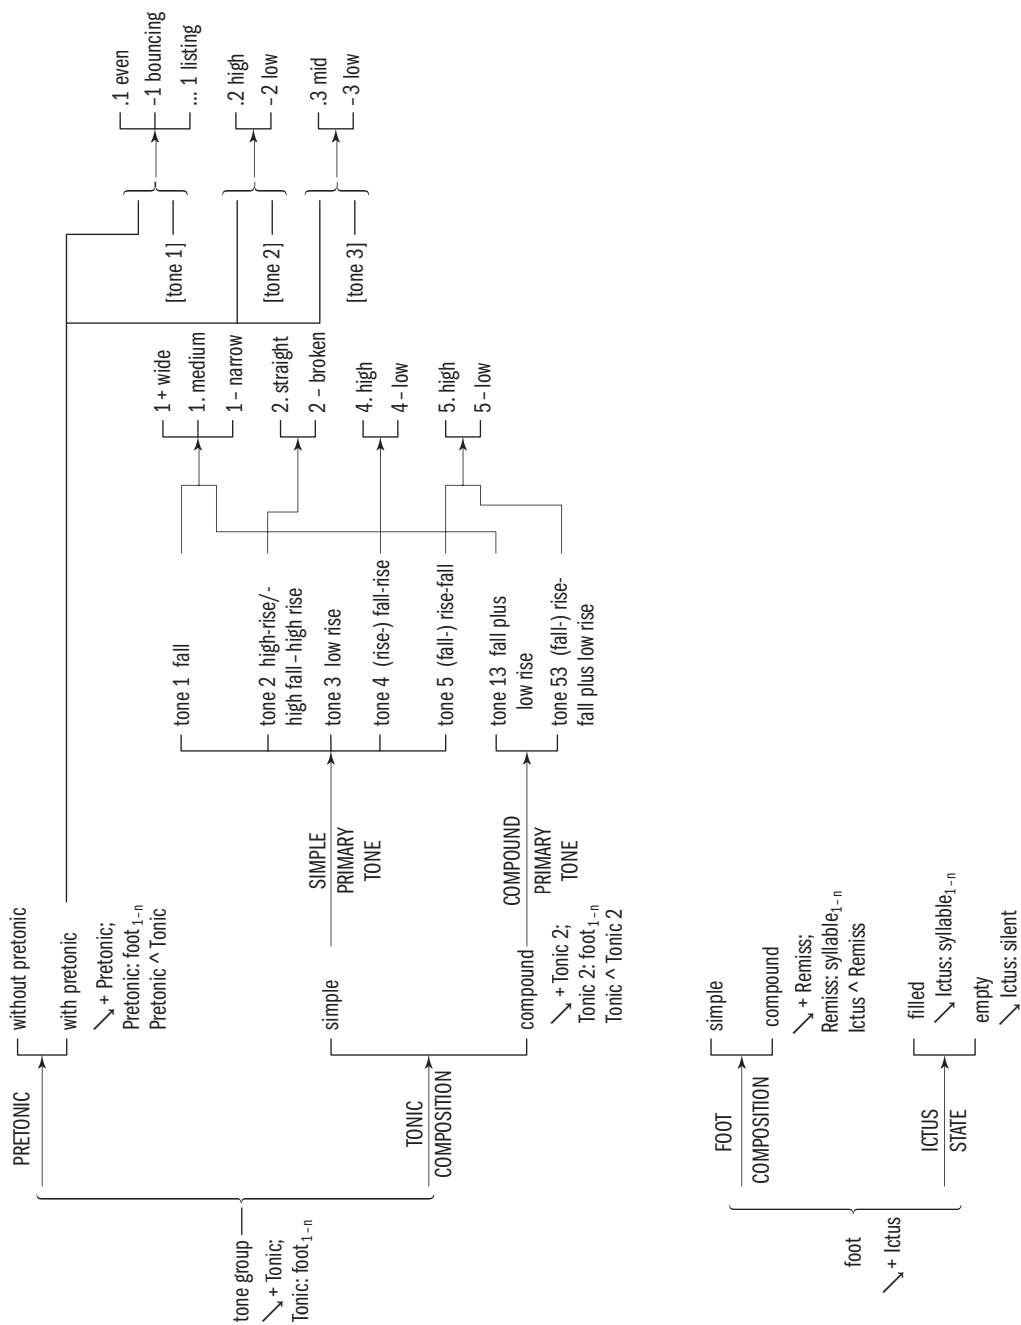 tone group
↘ + Tonic;
Tonic: foot1–n
PRETONIC
without pretonic
with pretonic
↘ + Pretonic;
Pretonic: foot1–n
Pretonic ^ Tonic
TONIC
COMPOSITION
simple
compound
↘ + Tonic 2;
Tonic 2: foot1–n
Tonic ^ Tonic 2
SIMPLE
PRIMARY
TONE
tone 1 fall
tone 2 high-rise/-
high fall – high rise
tone 3 low rise
tone 4 (rise-) fall-rise
tone 5 (fall-) rise-fall
COMPOUND
PRIMARY
TONE
tone 13 fall plus
low rise
tone 53 (fall-) rise-
fall plus low rise
1 + wide
1. medium
1 – narrow
2. straight
2 – broken
4. high
4 – low
5. high
5 – low
[tone 1]
.1 even
-1 bouncing
... 1 listing
[tone 2]
.2 high
- 2 low
[tone 3]
.3 mid
- 3 low
foot
↘ + Ictus
FOOT
COMPOSITION
simple
compound
↘ + Remiss;
Remiss: syllable1–n
Ictus ^ Remiss
ICTUS
STATE
filled
↘ Ictus: syllable1–n
empty
↘ Ictus: silent